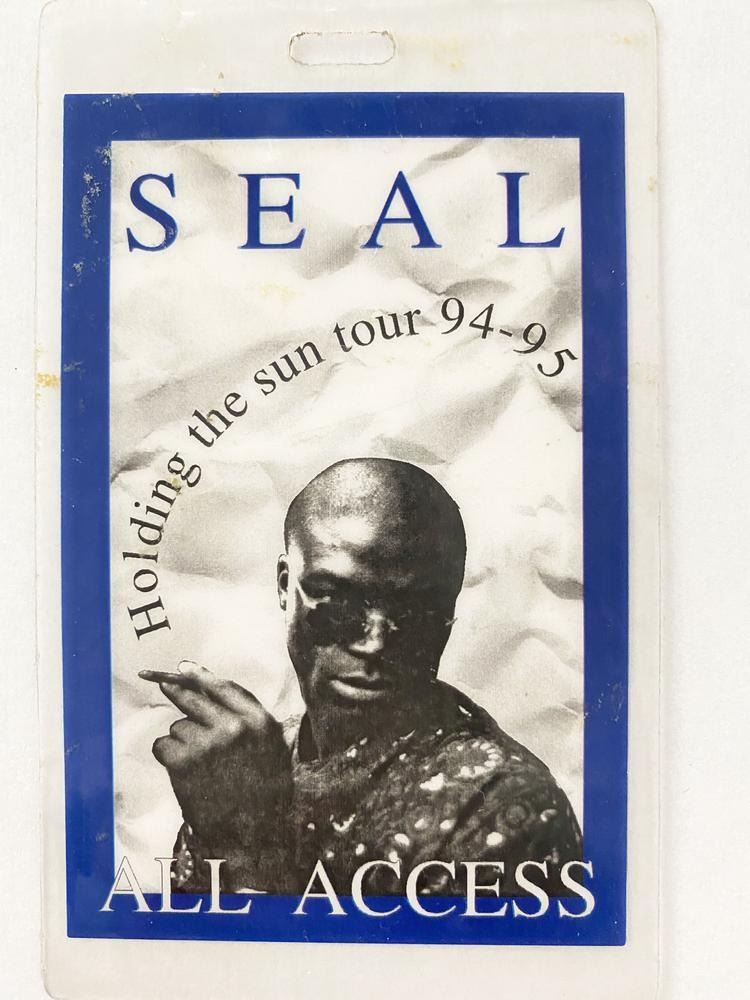 SEAL
Holding the sun tour 94-95
ALL ACCESS